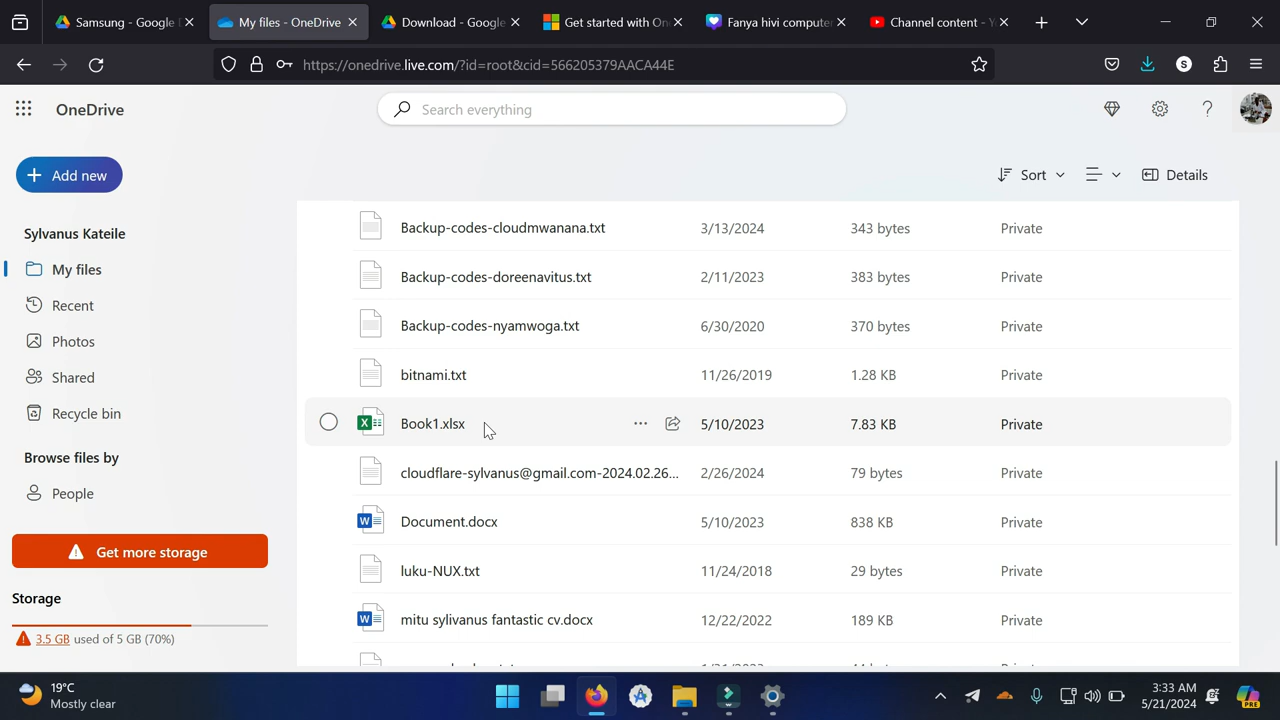 Samsung - Google D
My files - OneDrive
Download - Google
Get started with On
Fanya hivi computer
Channel content - Y
https://onedrive.live.com/?id=root&cid=566205379AACA44E
S
OneDrive
Search everything
Add new
Sort
Details
Sylvanus Kateile
My files
Recent
Photos
Shared
Recycle bin
Browse files by
People
Get more storage
Storage
3.5 GB used of 5 GB (70%)
Backup-codes-cloudmwanana.txt 3/13/2024 343 bytes Private
Backup-codes-doreenavitus.txt 2/11/2023 383 bytes Private
Backup-codes-nyamwoga.txt 6/30/2020 370 bytes Private
bitnami.txt 11/26/2019 1.28 KB Private
Book1.xlsx 5/10/2023 7.83 KB Private
cloudflare-sylvanus@gmail.com-2024.02.26... 2/26/2024 79 bytes Private
Document.docx 5/10/2023 838 KB Private
luku-NUX.txt 11/24/2018 29 bytes Private
mitu sylivanus fantastic cv.docx 12/22/2022 189 KB Private
19°C
Mostly clear
3:33 AM
5/21/2024
PRE